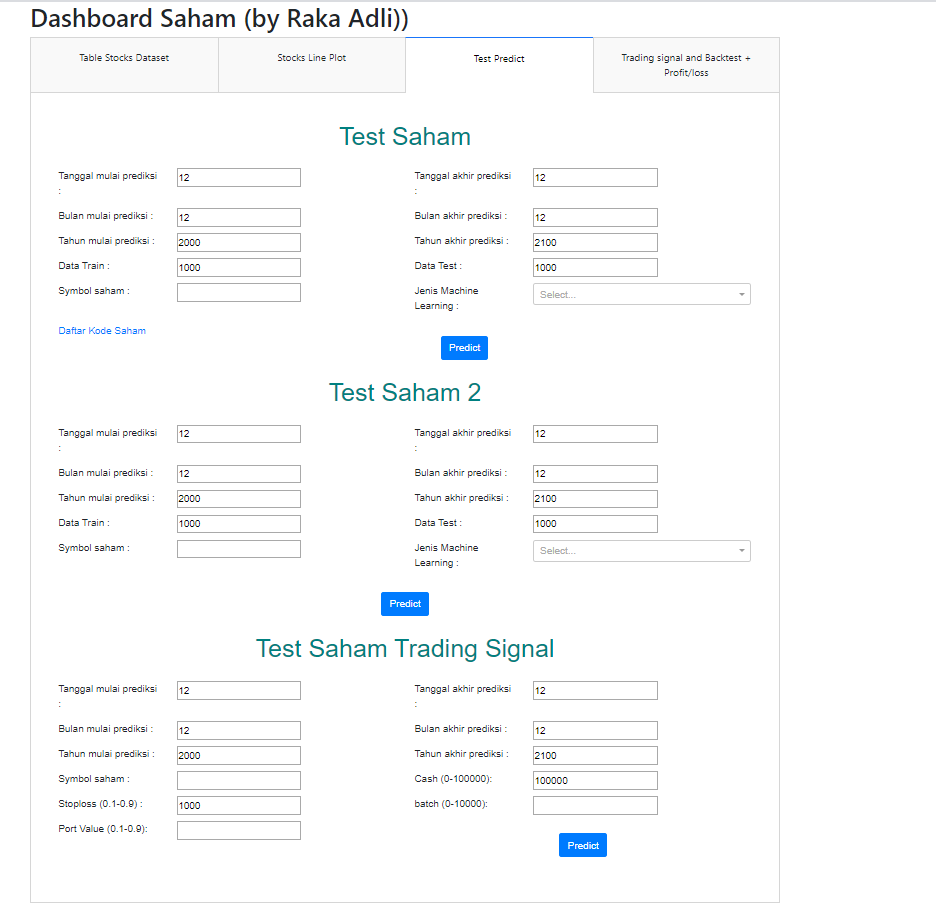 Dashboard Saham (by Raka Adli))
Table Stocks Dataset
Stocks Line Plot
Test Predict
Trading signal and Backtest +
Profit/loss
Test Saham
Tanggal mulai prediksi
:
12
Tanggal akhir prediksi
:
12
Bulan mulai prediksi :
12
Bulan akhir prediksi :
12
Tahun mulai prediksi :
2000
Tahun akhir prediksi :
2100
Data Train :
1000
Data Test :
1000
Symbol saham :
Jenis Machine
Learning :
Select...
Daftar Kode Saham
Predict
Test Saham 2
Tanggal mulai prediksi
:
12
Tanggal akhir prediksi
:
12
Bulan mulai prediksi :
12
Bulan akhir prediksi :
12
Tahun mulai prediksi :
2000
Tahun akhir prediksi :
2100
Data Train :
1000
Data Test :
1000
Symbol saham :
Jenis Machine
Learning :
Select...
Predict
Test Saham Trading Signal
Tanggal mulai prediksi
:
12
Tanggal akhir prediksi
:
12
Bulan mulai prediksi :
12
Bulan akhir prediksi :
12
Tahun mulai prediksi :
2000
Tahun akhir prediksi :
2100
Symbol saham :
Cash (0-100000):
100000
Stoploss (0.1-0.9) :
1000
batch (0-10000):
Port Value (0.1-0.9):
Predict